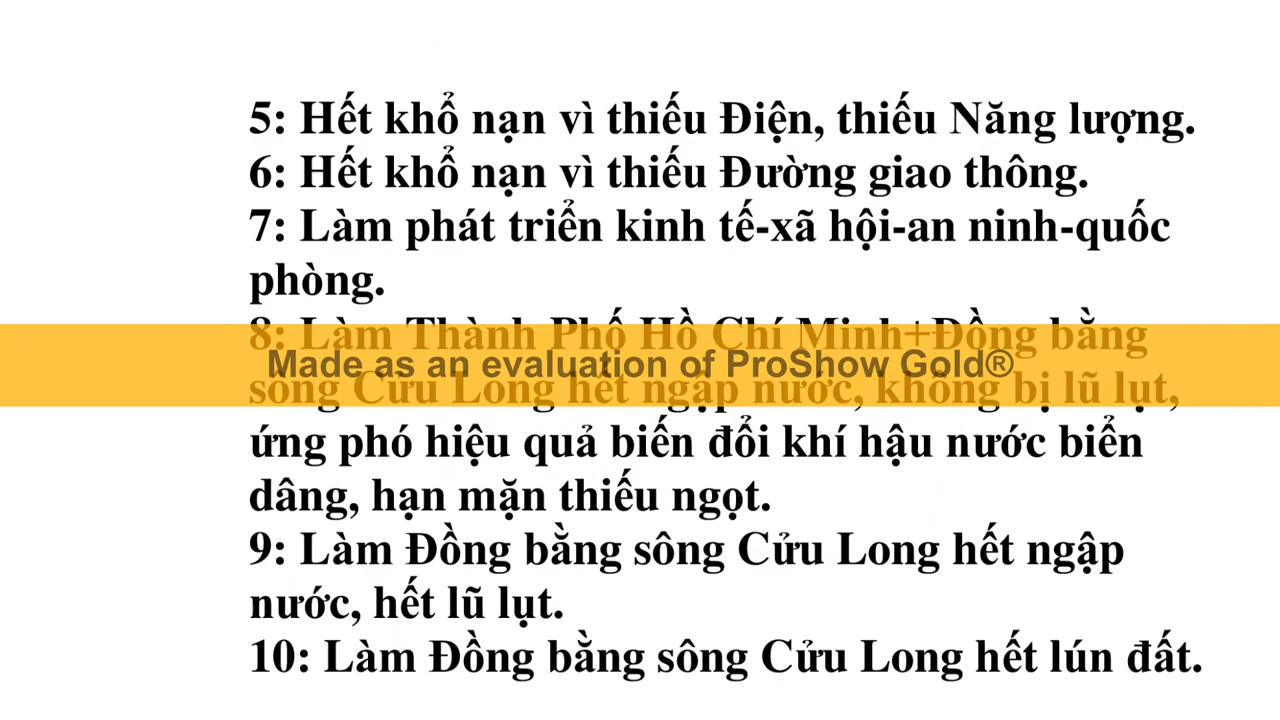 5: Hết khổ nạn vì thiếu Điện, thiếu Năng lượng.
6: Hết khổ nạn vì thiếu Đường giao thông.
7: Làm phát triển kinh tế-xã hội-an ninh-quốc
phòng.
8: Làm Thành Phố Hồ Chí Minh+Đồng bằng
Made as an evaluation of ProShow Gold®
sông Cửu Long hết ngập nước, không bị lũ lụt,
ứng phó hiệu quả biến đổi khí hậu nước biển
dâng, hạn mặn thiếu ngọt.
9: Làm Đồng bằng sông Cửu Long hết ngập
nước, hết lũ lụt.
10: Làm Đồng bằng sông Cửu Long hết lún đất.